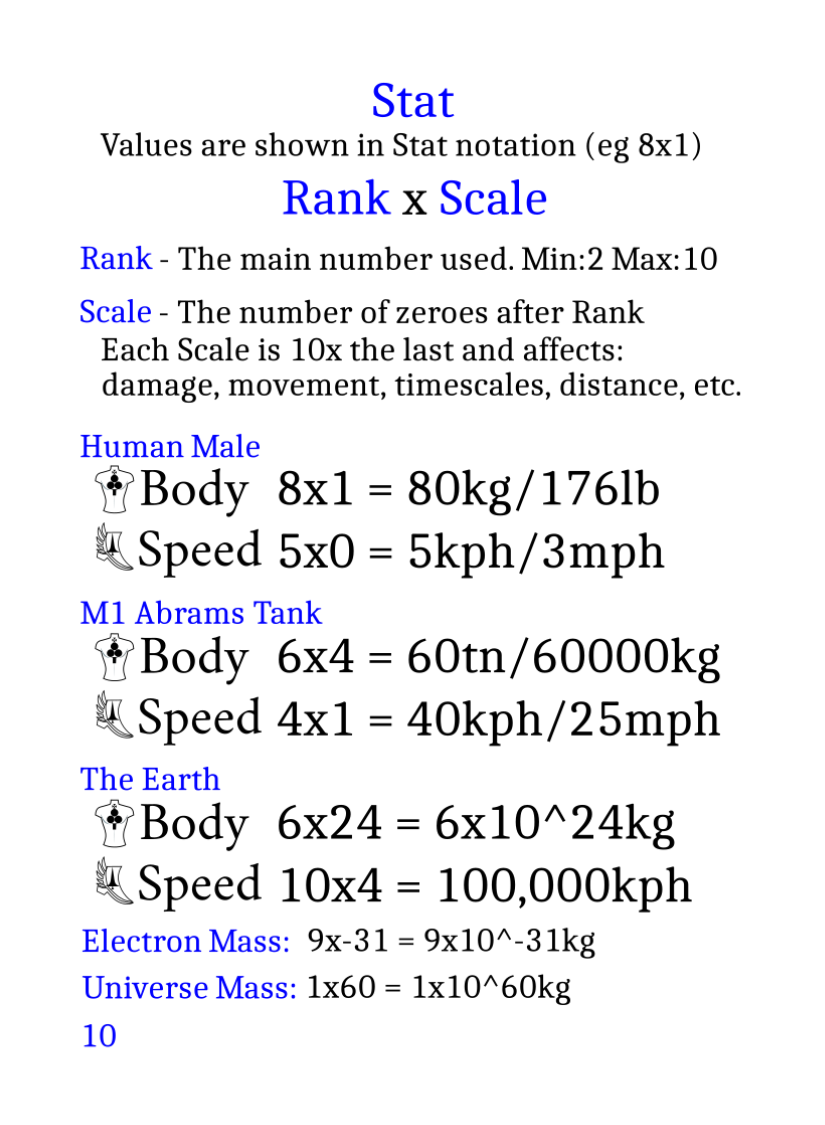 Stat
Values are shown in Stat notation (eg 8x1)
Rank x Scale
Rank - The main number used. Min:2 Max:10
Scale - The number of zeroes after Rank
Each Scale is 10x the last and affects:
damage, movement, timescales, distance, etc.
Human Male
Body 8x1 = 80kg/176lb
Speed 5x0 = 5kph/3mph
M1 Abrams Tank
Body 6x4 = 60tn/60000kg
Speed 4x1 = 40kph/25mph
The Earth
Body 6x24 = 6x10^24kg
Speed 10x4 = 100,000kph
Electron Mass: 9x-31 = 9x10^-31kg
Universe Mass: 1x60 = 1x10^60kg
10